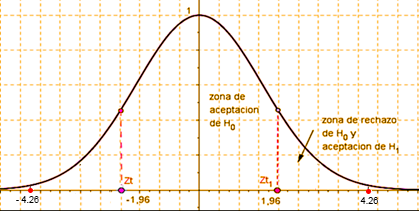 1
zona de
aceptacion
de H₀
zona de rechazo
de H₀ y
aceptacion de H₁
Zt
Zt
-4.26
-1,96
1,96
4.26